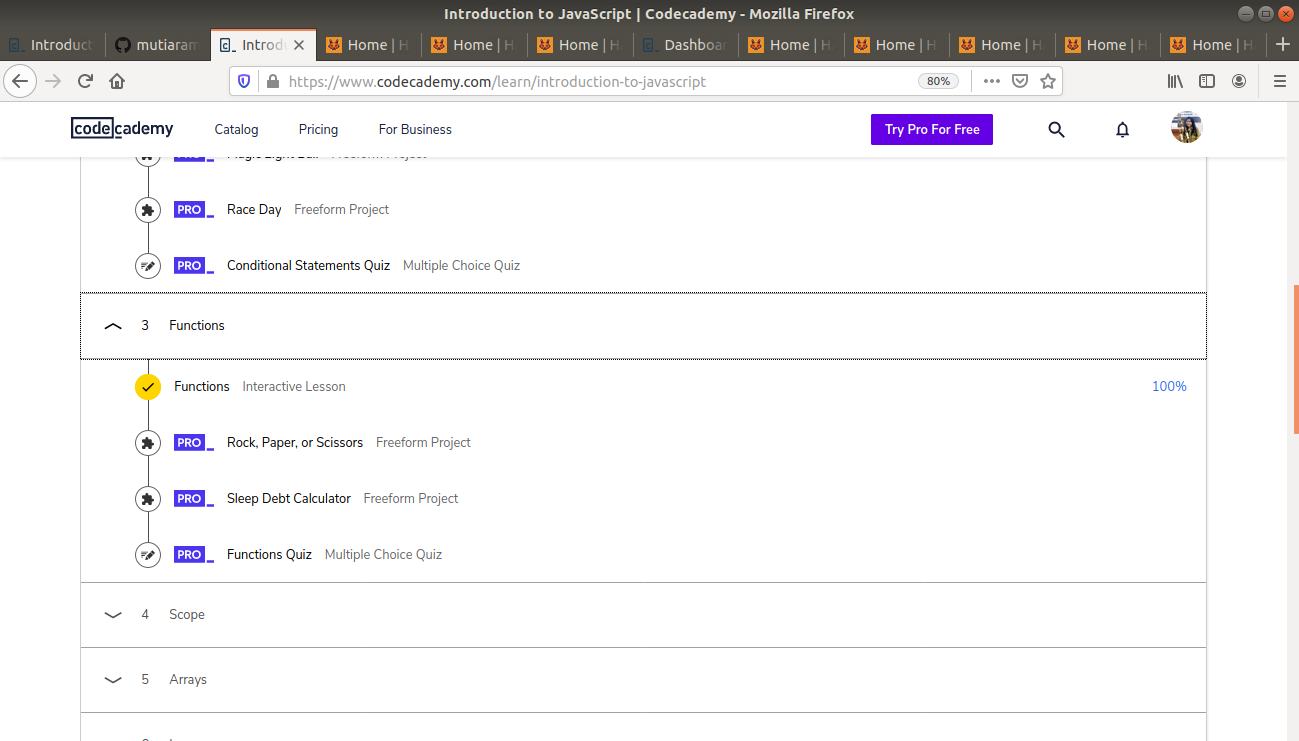 Introduction to JavaScript | Codecademy - Mozilla Firefox
Introduct mutiaram Introdu Home | H Home | H Home | H Dashboar Home | H Home | H Home | H Home | H Home | H
https://www.codecademy.com/learn/introduction-to-javascript 80%
codecademy Catalog Pricing For Business Try Pro For Free
PRO Race Day Freeform Project
PRO Conditional Statements Quiz Multiple Choice Quiz
3 Functions
Functions Interactive Lesson 100%
PRO Rock, Paper, or Scissors Freeform Project
PRO Sleep Debt Calculator Freeform Project
PRO Functions Quiz Multiple Choice Quiz
4 Scope
5 Arrays